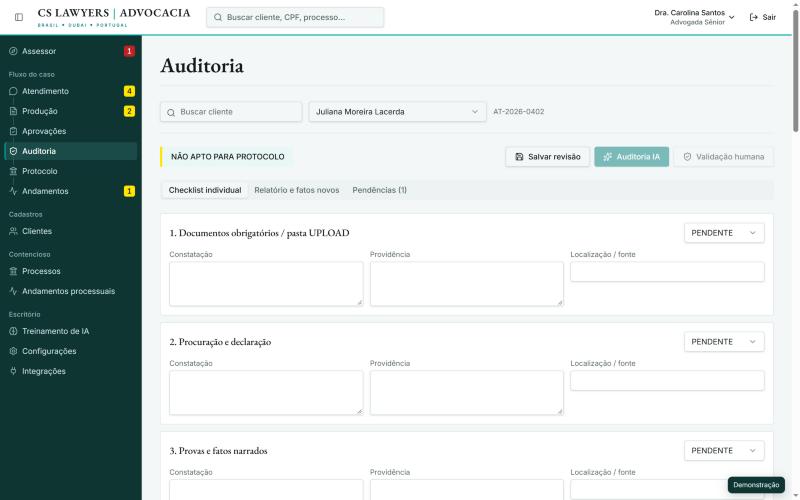 CS LAWYERS | ADVOCACIA
BRASIL • DUBAI • PORTUGAL
Buscar cliente, CPF, processo...
Dra. Carolina Santos
Advogada Sênior
Sair
Assessor 1
Fluxo do caso
Atendimento 4
Produção 2
Aprovações
Auditoria
Protocolo
Andamentos 1
Cadastros
Clientes
Contencioso
Processos
Andamentos processuais
Escritório
Treinamento de IA
Configurações
Integrações
Auditoria
Buscar cliente
Juliana Moreira Lacerda
AT-2026-0402
NÃO APTO PARA PROTOCOLO
Salvar revisão
Auditoria IA
Validação humana
Checklist individual
Relatório e fatos novos
Pendências (1)
1. Documentos obrigatórios / pasta UPLOAD
PENDENTE
Constatação
Providência
Localização / fonte
2. Procuração e declaração
PENDENTE
Constatação
Providência
Localização / fonte
3. Provas e fatos narrados
PENDENTE
Constatação
Providência
Localização / fonte
Demonstração